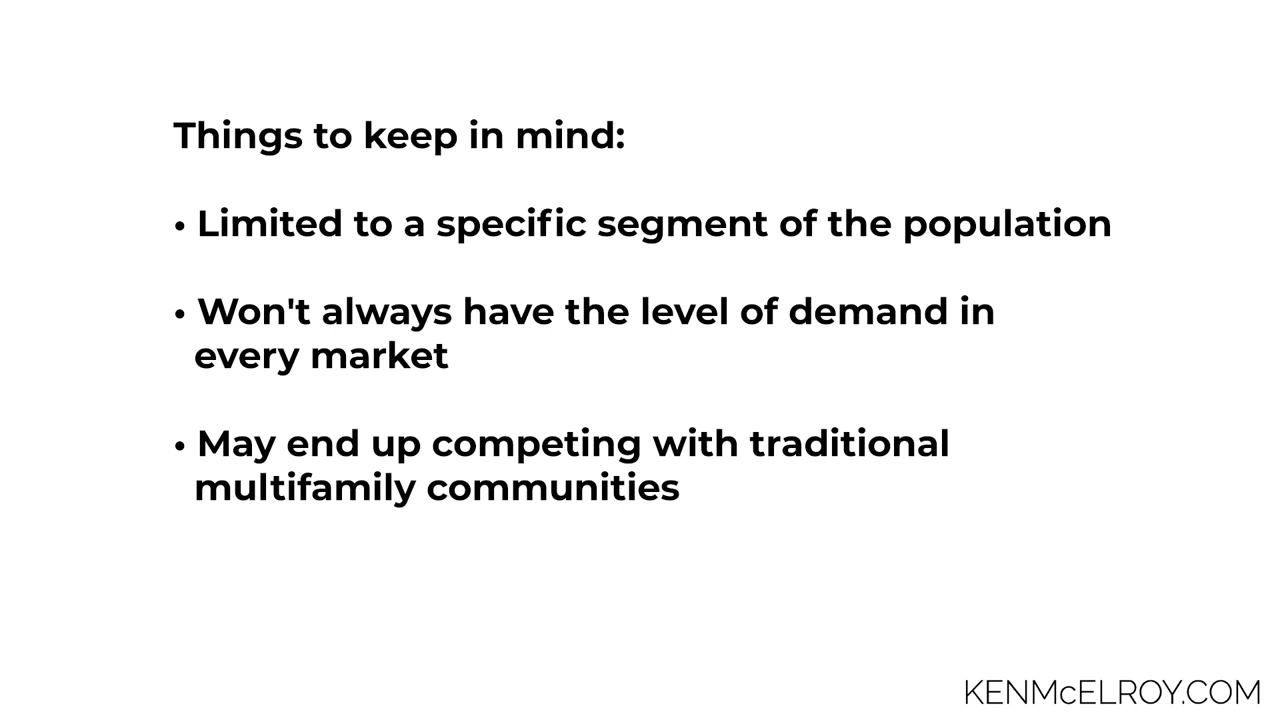 Things to keep in mind:
• Limited to a specific segment of the population
• Won't always have the level of demand in
every market
• May end up competing with traditional
multifamily communities
KENMcELROY.COM